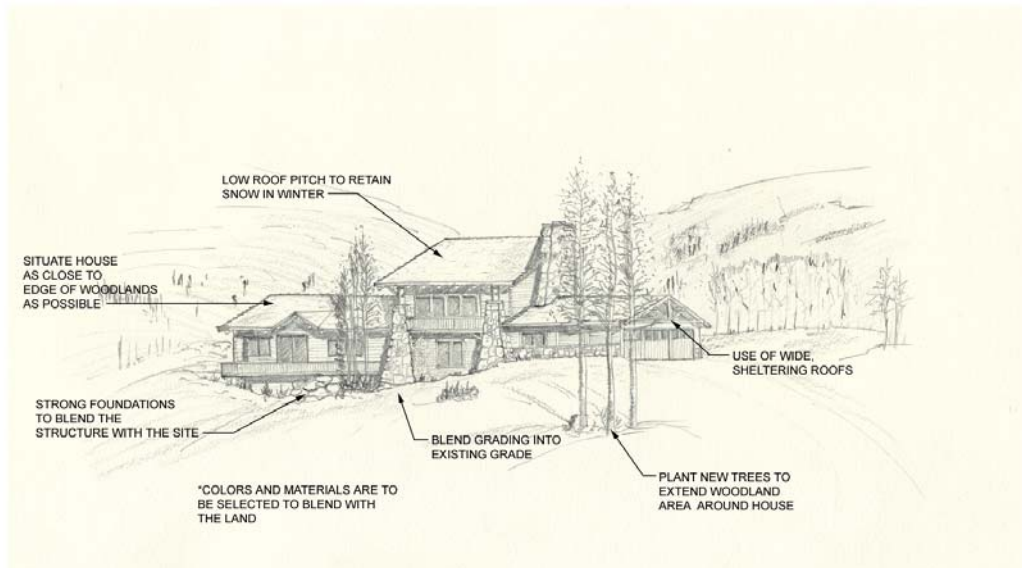 LOW ROOF PITCH TO RETAIN
SNOW IN WINTER
SITUATE HOUSE
AS CLOSE TO
EDGE OF WOODLANDS
AS POSSIBLE
USE OF WIDE,
SHELTERING ROOFS
STRONG FOUNDATIONS
TO BLEND THE
STRUCTURE WITH THE SITE
BLEND GRADING INTO
EXISTING GRADE
PLANT NEW TREES TO
EXTEND WOODLAND
AREA AROUND HOUSE
*COLORS AND MATERIALS ARE TO
BE SELECTED TO BLEND WITH
THE LAND